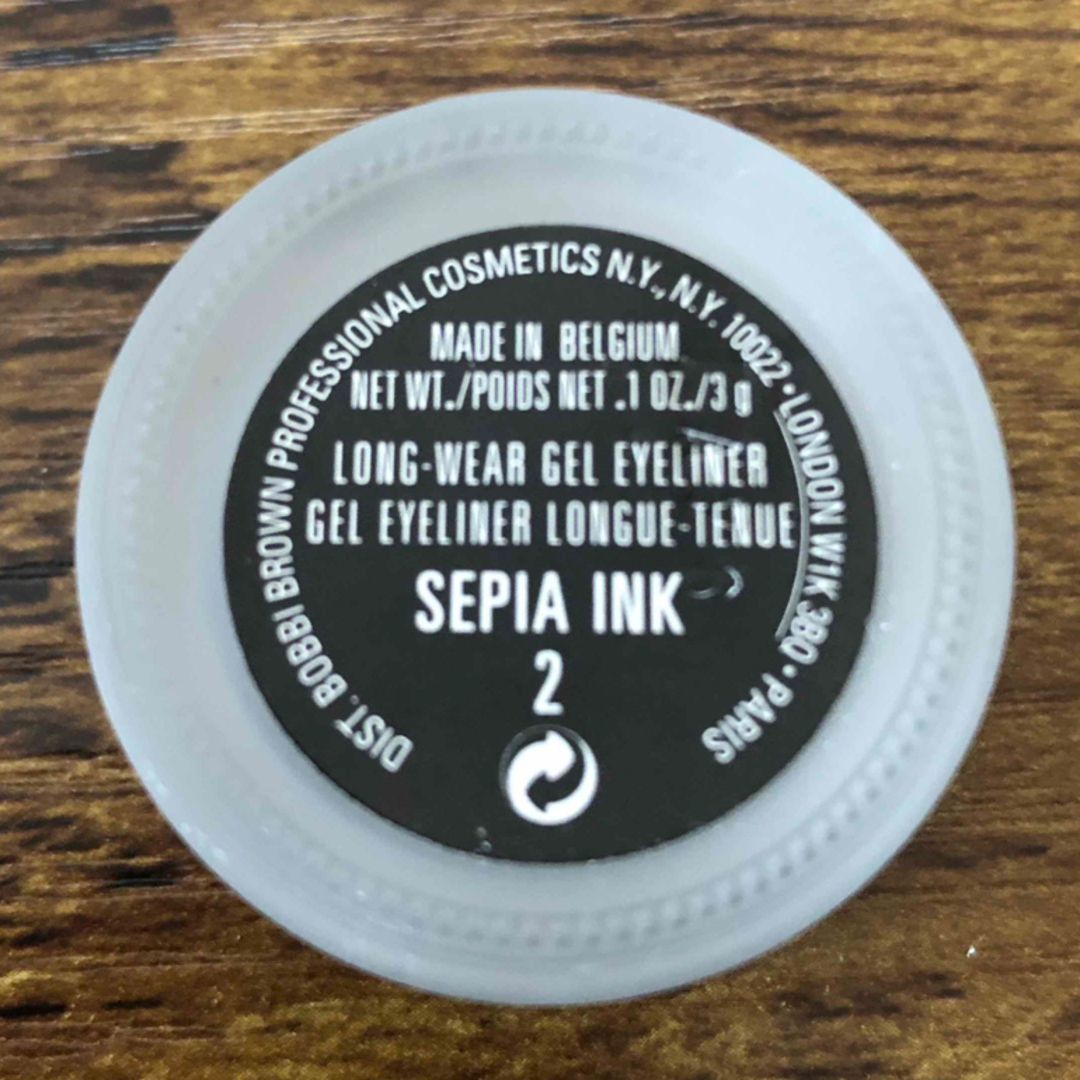 DIST. BOBBI BROWN PROFESSIONAL COSMETICS N.Y., N.Y. 10022 • LONDON W1K 3BQ • PARIS
MADE IN BELGIUM
NET WT./POIDS NET .1 OZ./3 g
LONG-WEAR GEL EYELINER
GEL EYELINER LONGUE-TENUE
SEPIA INK
2